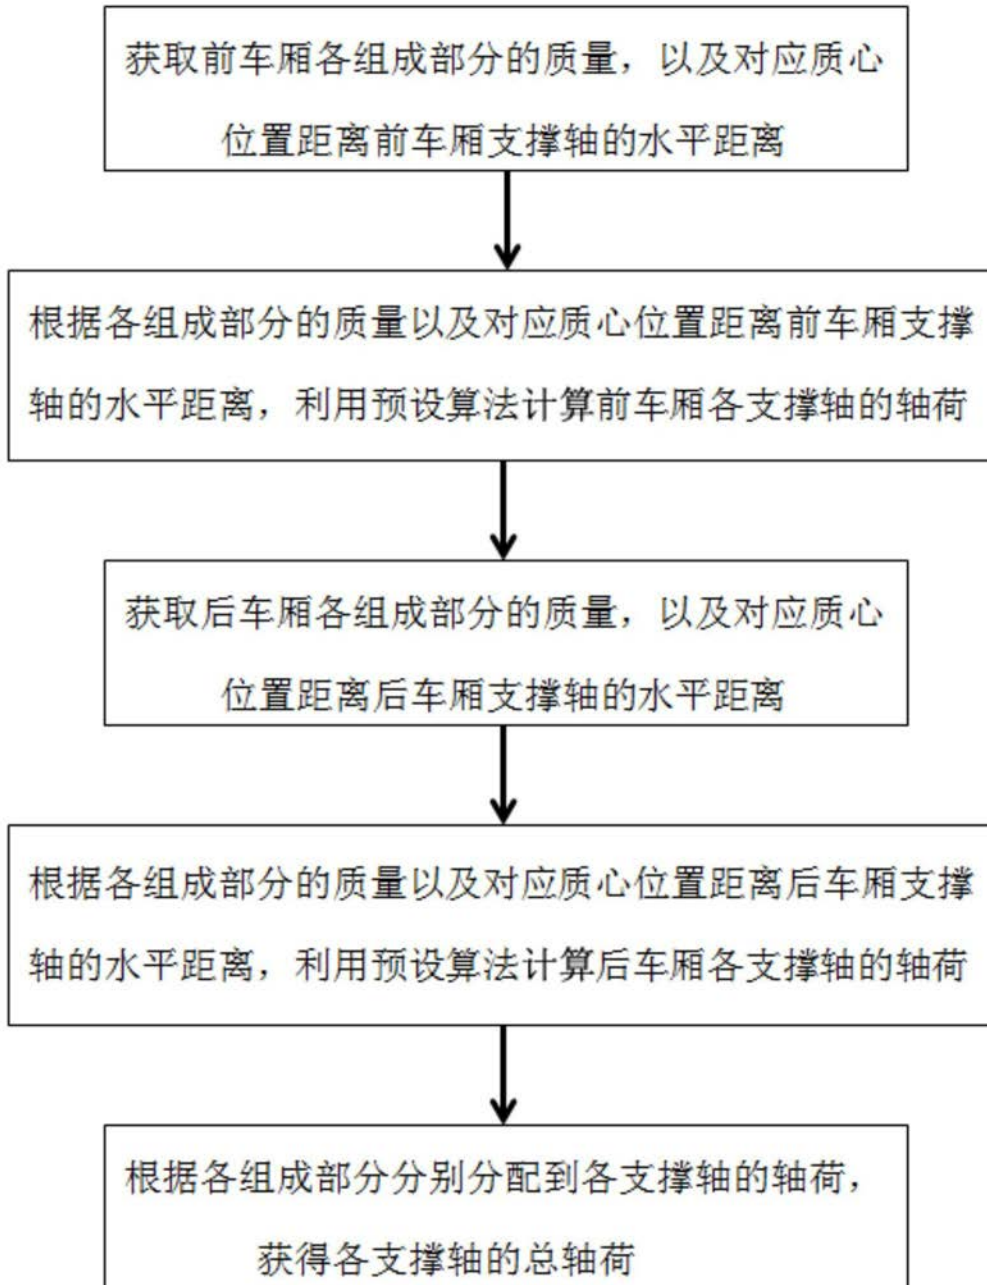 获取前车厢各组成部分的质量，以及对应质心
位置距离前车厢支撑轴的水平距离
根据各组成部分的质量以及对应质心位置距离前车厢支撑
轴的水平距离，利用预设算法计算前车厢各支撑轴的轴荷
获取后车厢各组成部分的质量，以及对应质心
位置距离后车厢支撑轴的水平距离
根据各组成部分的质量以及对应质心位置距离后车厢支撑
轴的水平距离，利用预设算法计算后车厢各支撑轴的轴荷
根据各组成部分分别分配到各支撑轴的轴荷，
获得各支撑轴的总轴荷